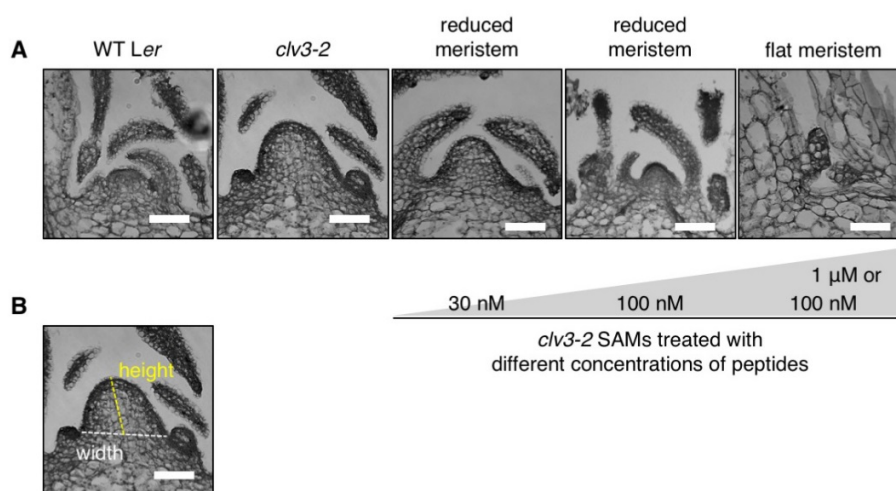 A
WT Ler
clv3-2
reduced
meristem
reduced
meristem
flat meristem
30 nM
100 nM
1 µM or
100 nM
clv3-2 SAMs treated with
different concentrations of peptides
B
height
width